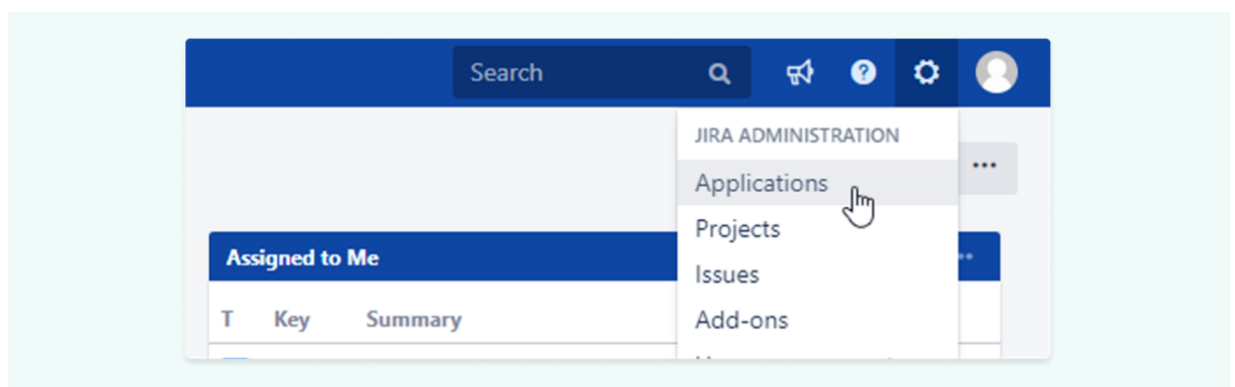 Search
JIRA ADMINISTRATION
Applications
Projects
Assigned to Me
Issues
T Key Summary
Add-ons